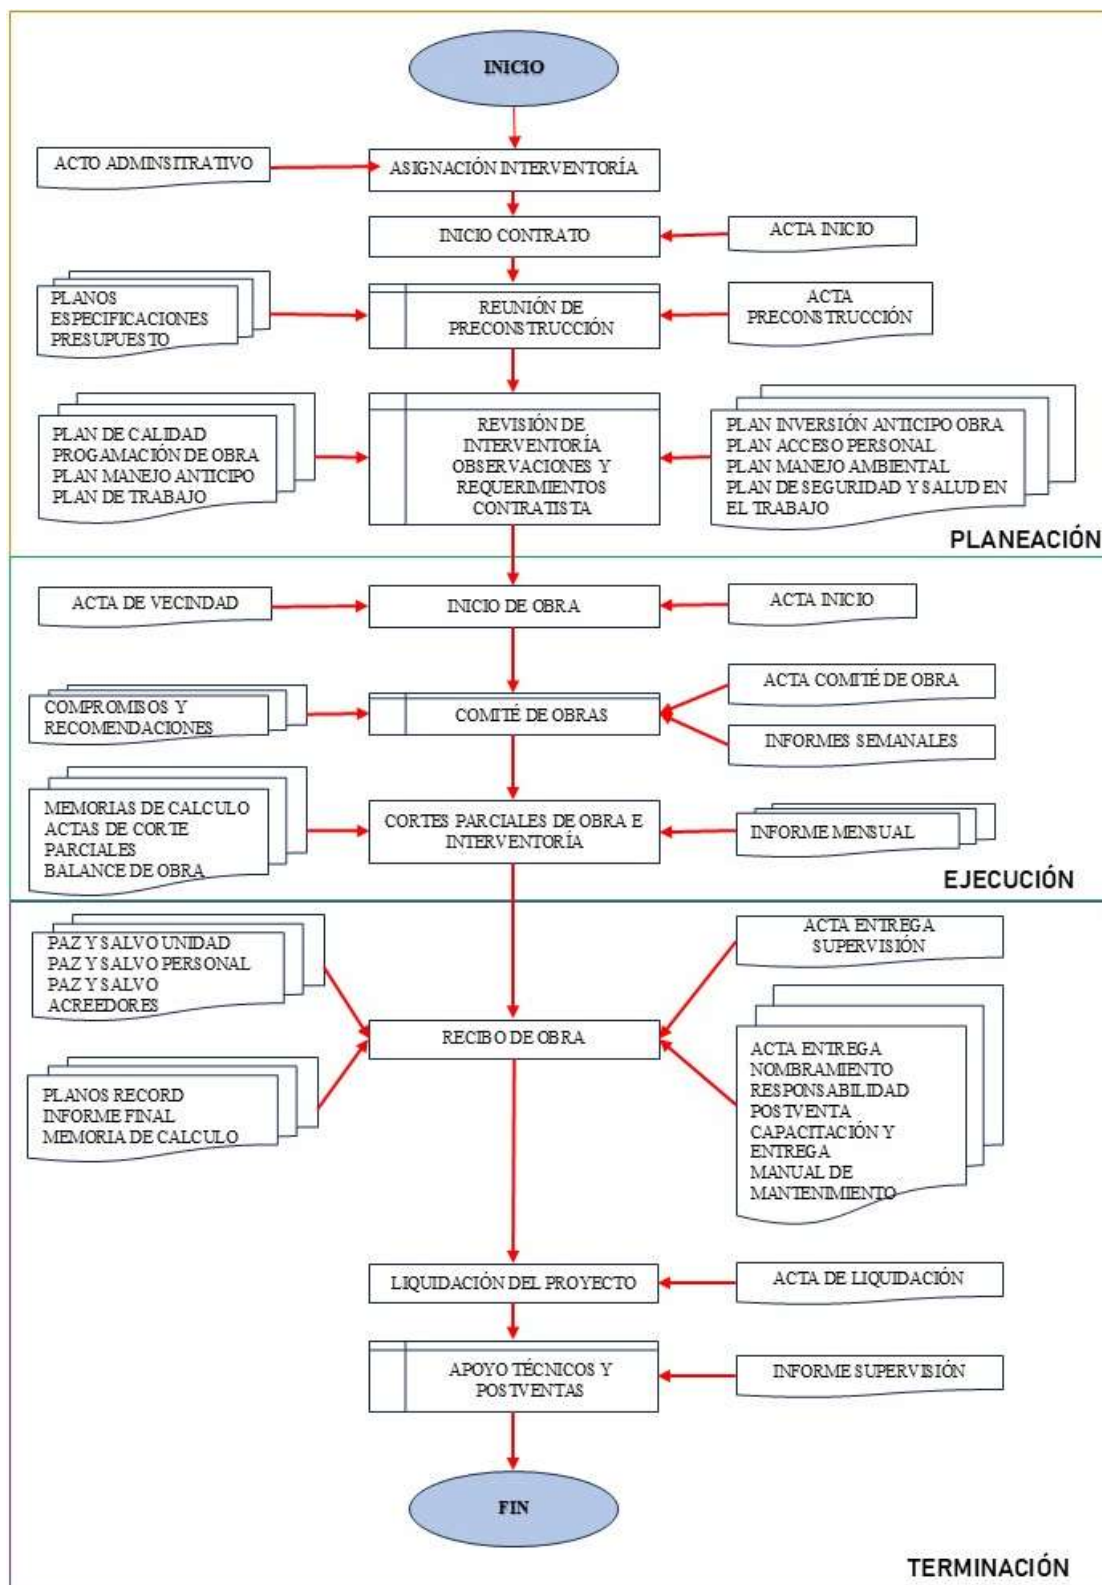 INICIO
ACTO ADMINSITRATIVO
ASIGNACIÓN INTERVENTORÍA
INICIO CONTRATO
ACTA INICIO
PLANOS
ESPECIFICACIONES
PRESUPUESTO
REUNIÓN DE
PRECONSTRUCCIÓN
ACTA
PRECONSTRUCCIÓN
PLAN DE CALIDAD
PROGAMACIÓN DE OBRA
PLAN MANEJO ANTICIPO
PLAN DE TRABAJO
REVISIÓN DE
INTERVENTORÍA
OBSERVACIONES Y
REQUERIMIENTOS
CONTRATISTA
PLAN INVERSIÓN ANTICIPO OBRA
PLAN ACCESO PERSONAL
PLAN MANEJO AMBIENTAL
PLAN DE SEGURIDAD Y SALUD EN
EL TRABAJO
PLANEACIÓN
ACTA DE VECINDAD
INICIO DE OBRA
ACTA INICIO
COMPROMISOS Y
RECOMENDACIONES
COMITÉ DE OBRAS
ACTA COMITÉ DE OBRA
INFORMES SEMANALES
MEMORIAS DE CALCULO
ACTAS DE CORTE
PARCIALES
BALANCE DE OBRA
CORTES PARCIALES DE OBRA E
INTERVENTORÍA
INFORME MENSUAL
EJECUCIÓN
PAZ Y SALVO UNIDAD
PAZ Y SALVO PERSONAL
PAZ Y SALVO
ACREEDORES
ACTA ENTREGA
SUPERVISIÓN
RECIBO DE OBRA
PLANOS RECORD
INFORME FINAL
MEMORIA DE CALCULO
ACTA ENTREGA
NOMBRAMIENTO
RESPONSABILIDAD
POSTVENTA
CAPACITACIÓN Y
ENTREGA
MANUAL DE
MANTENIMIENTO
LIQUIDACIÓN DEL PROYECTO
ACTA DE LIQUIDACIÓN
APOYO TÉCNICOS Y
POSTVENTAS
INFORME SUPERVISIÓN
FIN
TERMINACIÓN